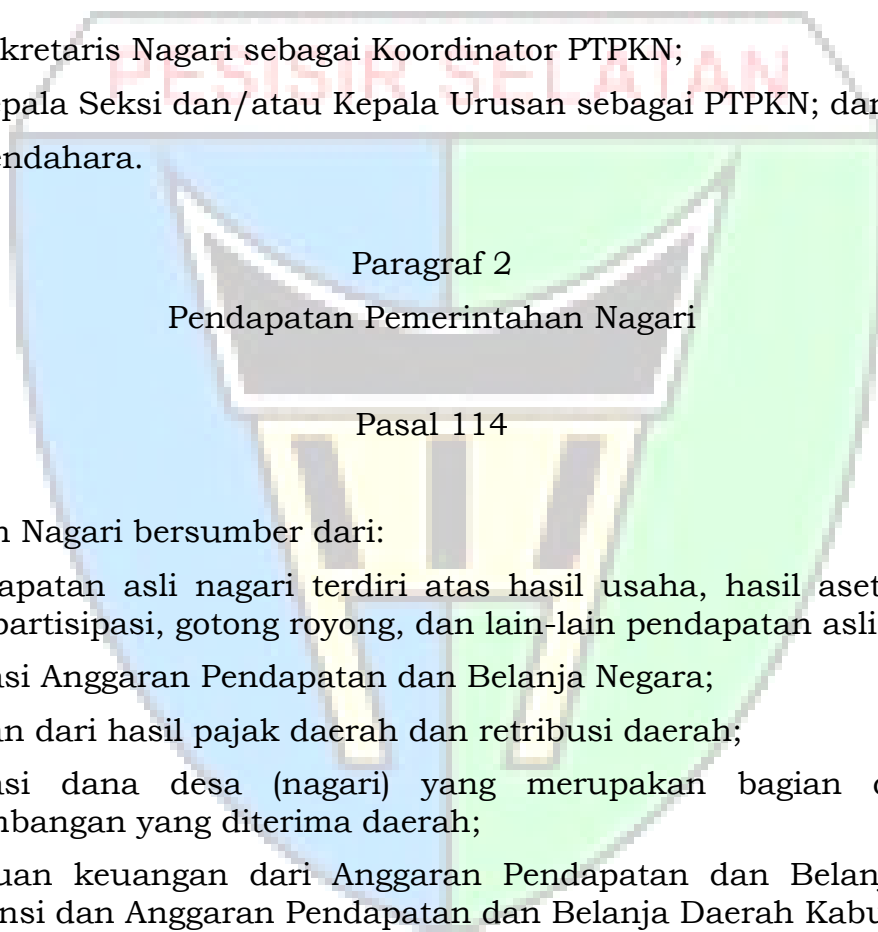 PESISIR SELATAN
kretaris Nagari sebagai Koordinator PTPKN;
pala Seksi dan/atau Kepala Urusan sebagai PTPKN; dan
endahara.
Paragraf 2
Pendapatan Pemerintahan Nagari
Pasal 114
n Nagari bersumber dari:
apatan asli nagari terdiri atas hasil usaha, hasil aset
partisipasi, gotong royong, dan lain-lain pendapatan asli
asi Anggaran Pendapatan dan Belanja Negara;
an dari hasil pajak daerah dan retribusi daerah;
asi dana desa (nagari) yang merupakan bagian d
mbangan yang diterima daerah;
uan keuangan dari Anggaran Pendapatan dan Belanj
nsi dan Anggaran Pendapatan dan Belanja Daerah Kabu